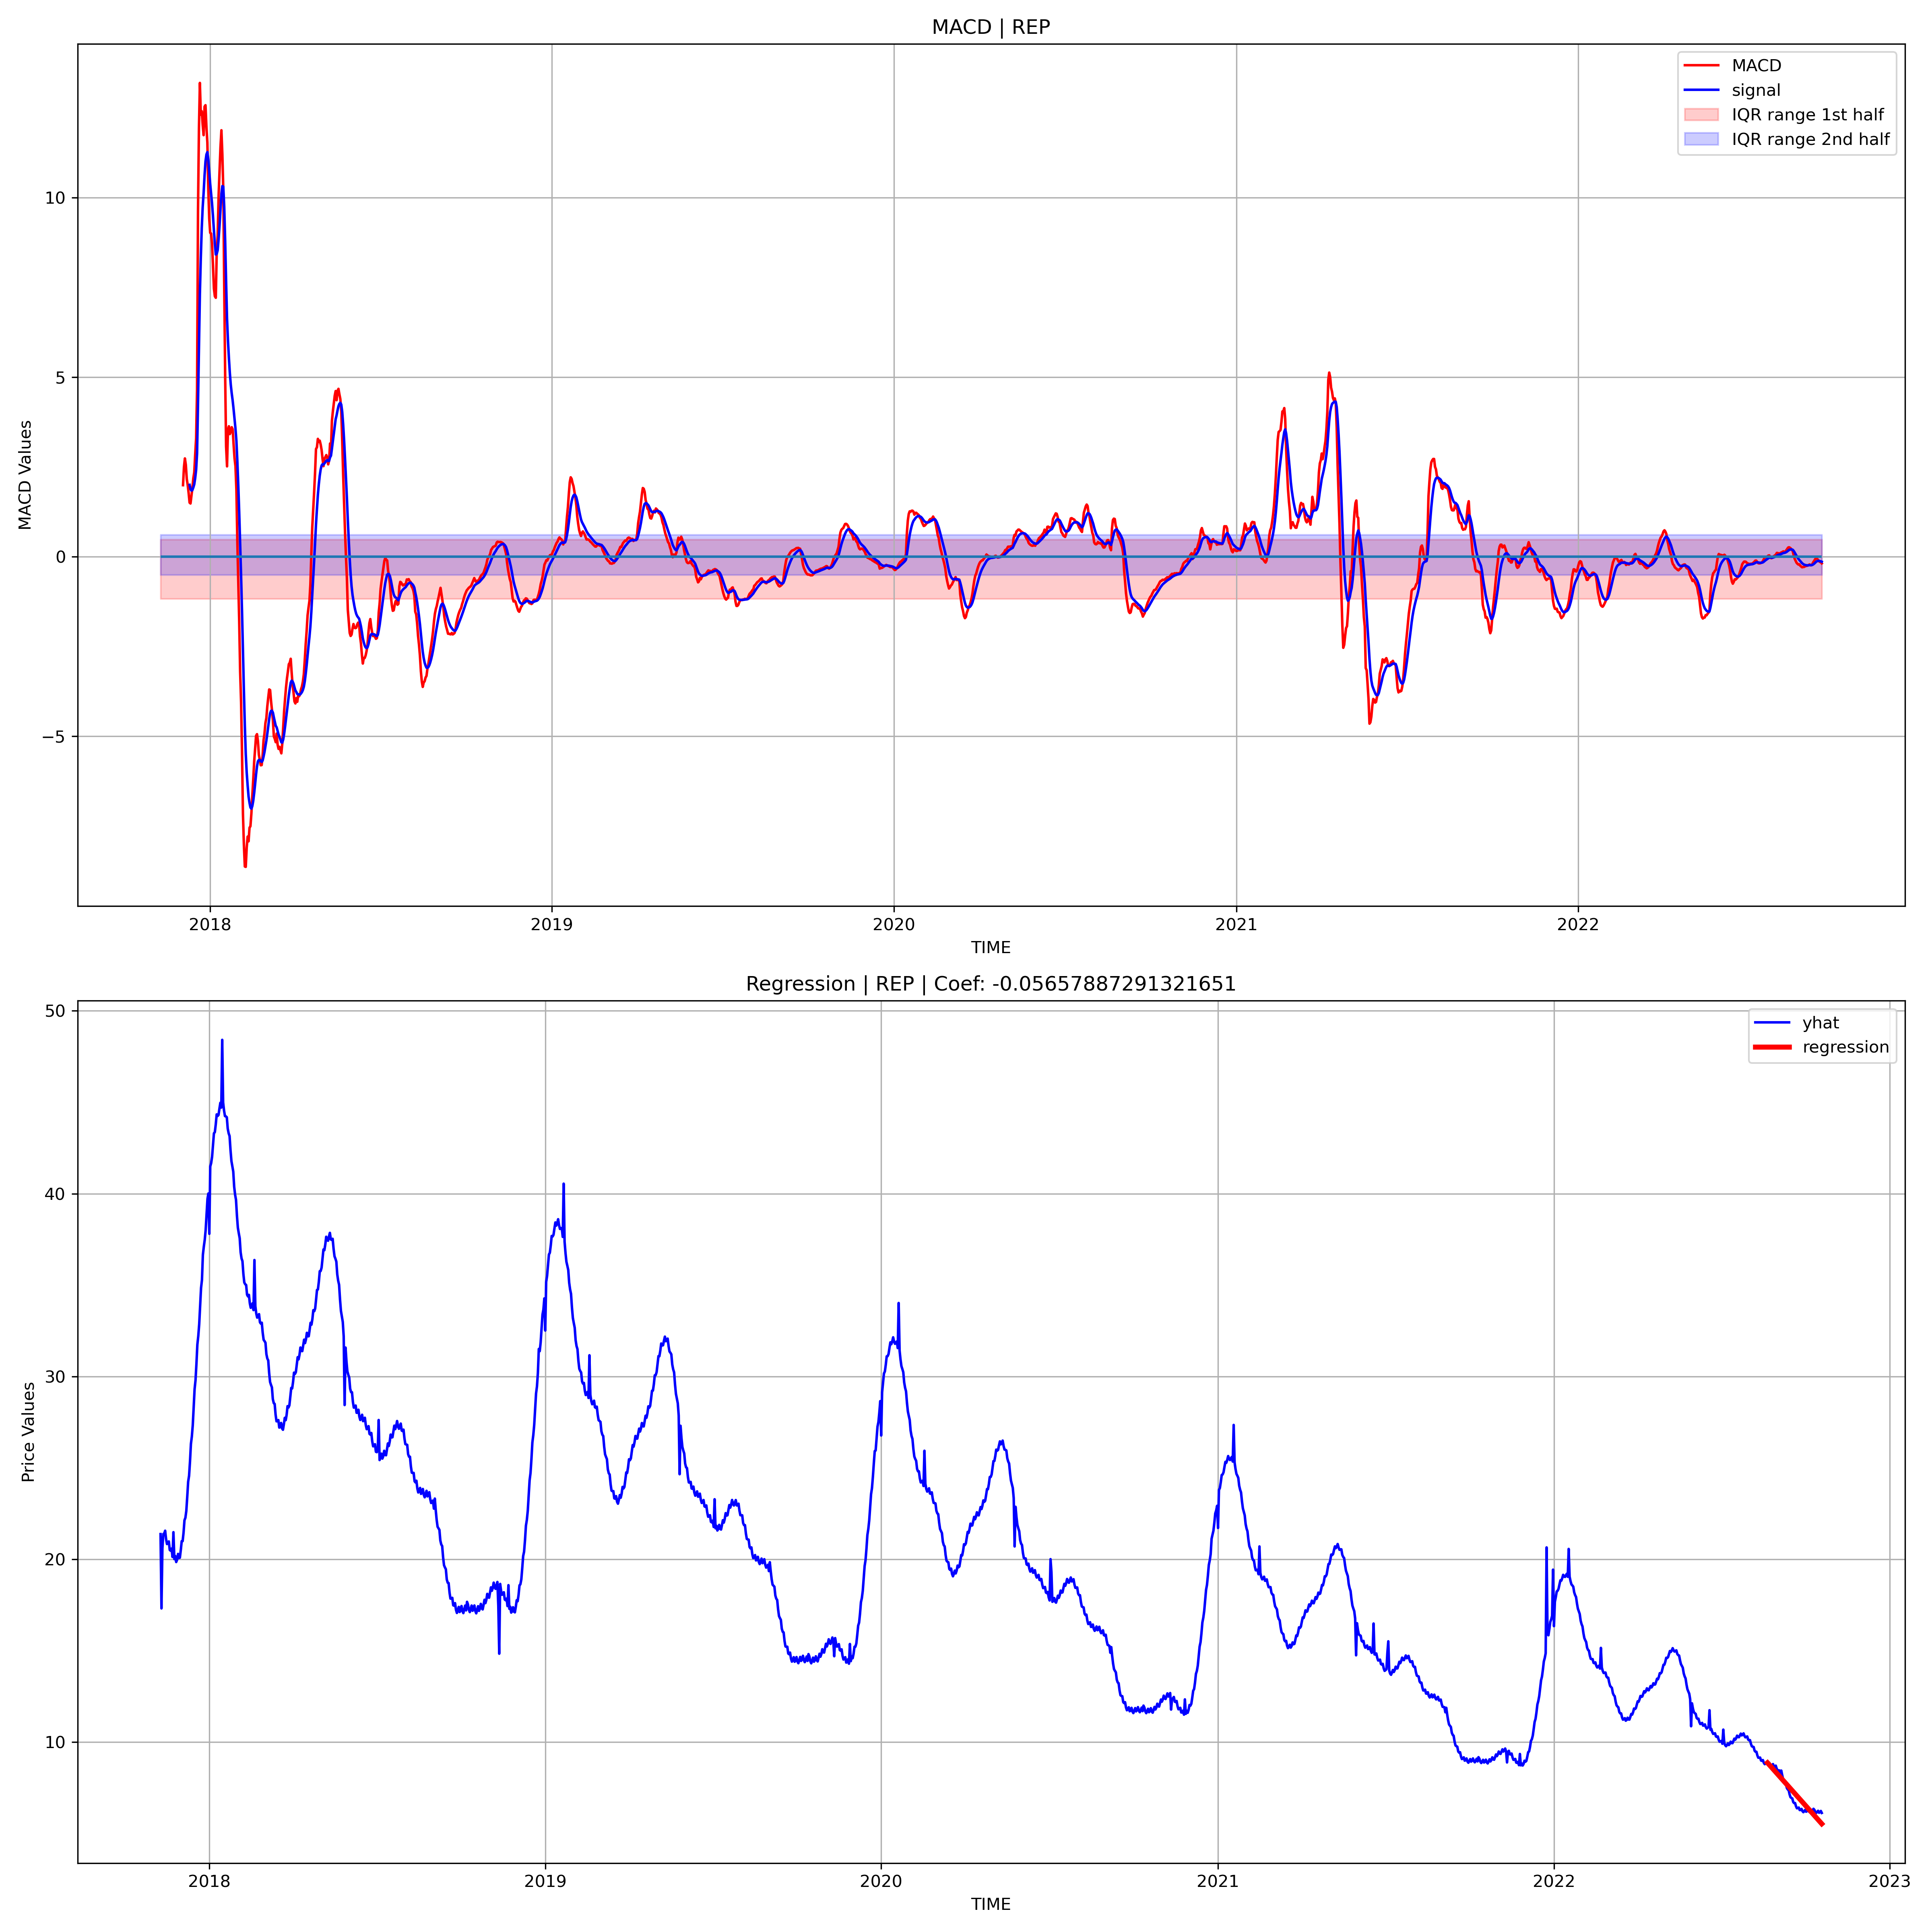 MACD | REP
MACD
signal
IQR range 1st half
IQR range 2nd half
MACD Values
10
5
0
−5
2018 2019 2020 2021 2022
TIME
Regression | REP | Coef: -0.05657887291321651
yhat
regression
Price Values
50
40
30
20
10
2018 2019 2020 2021 2022 2023
TIME